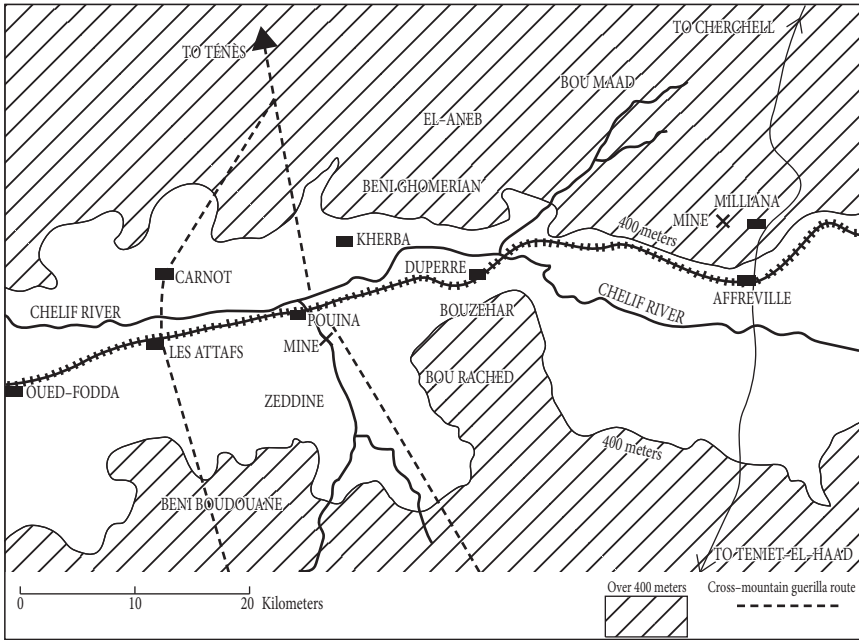 TO CHERCHELL
TO TÉNÈS
BOU MAAD
EL–ANEB
BENI GHOMERIAN
MILLIANA
MINE
400 meters
KHERBA
DUPERRE
CARNOT
AFFREVILLE
CHELIF RIVER
CHELIF RIVER
POUINA
BOUZEHAR
MINE
LES ATTAFS
BOU RACHED
OUED–FODDA
ZEDDINE
400 meters
BENI BOUDOUANE
TO TENIET–EL–HAAD
0 10 20 Kilometers
Over 400 meters
Cross–mountain guerilla route